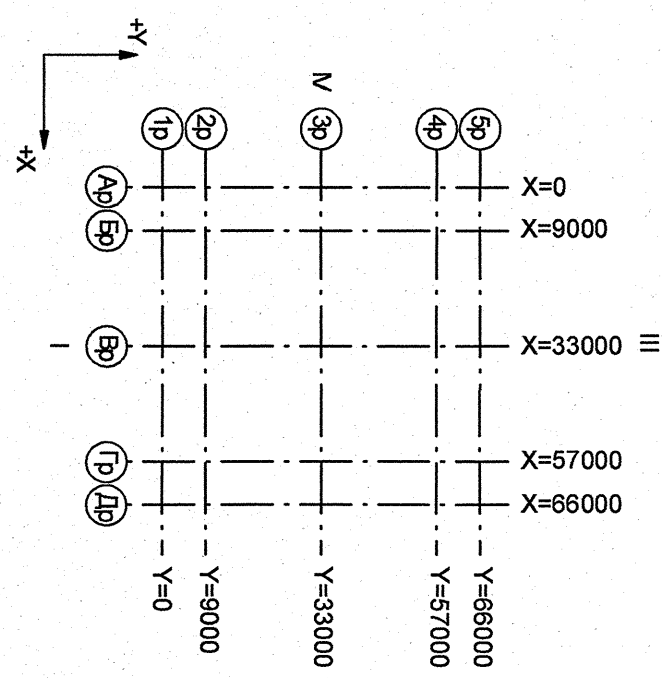 +Y
+X
IV
1р
2р
3р
4р
5р
Ар
X=0
Бр
X=9000
I
Вр
X=33000
III
Гр
X=57000
Др
X=66000
Y=0
Y=9000
Y=33000
Y=57000
Y=66000